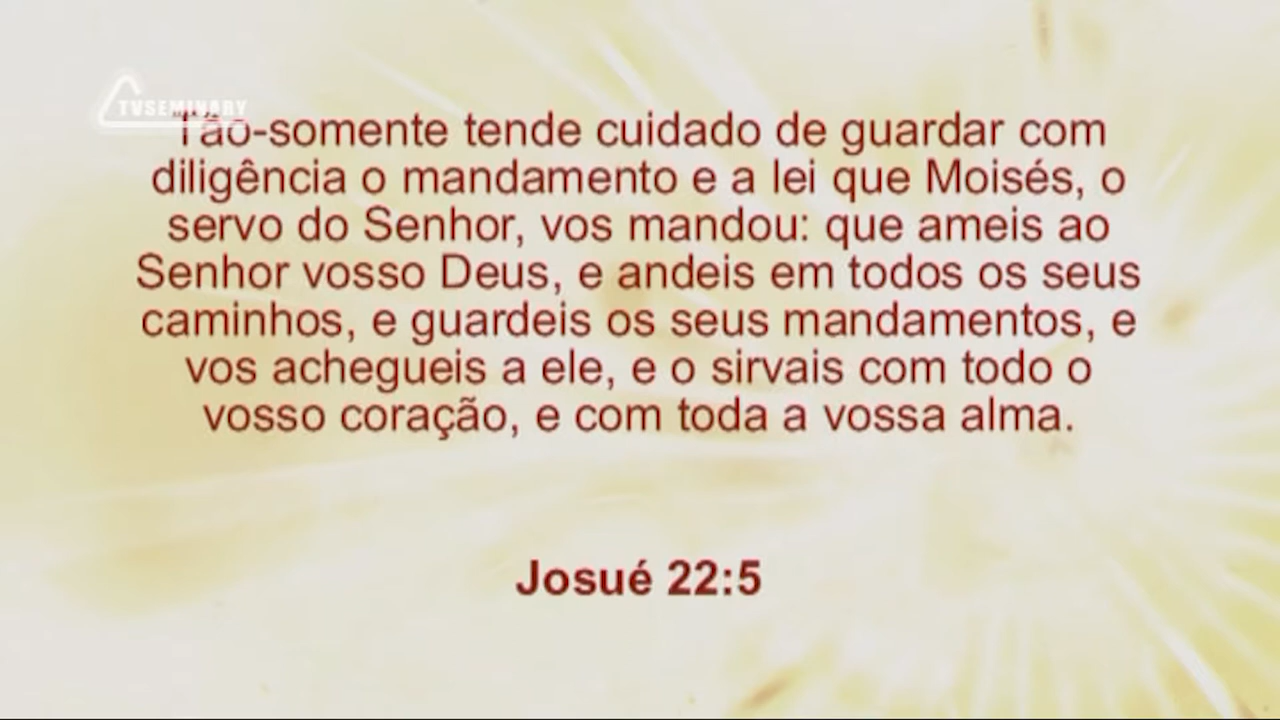 TVSEMINARY
"Tão-somente tende cuidado de guardar com
diligência o mandamento e a lei que Moisés, o
servo do Senhor, vos mandou: que ameis ao
Senhor vosso Deus, e andeis em todos os seus
caminhos, e guardeis os seus mandamentos, e
vos achegueis a ele, e o sirvais com todo o
vosso coração, e com toda a vossa alma.
Josué 22:5